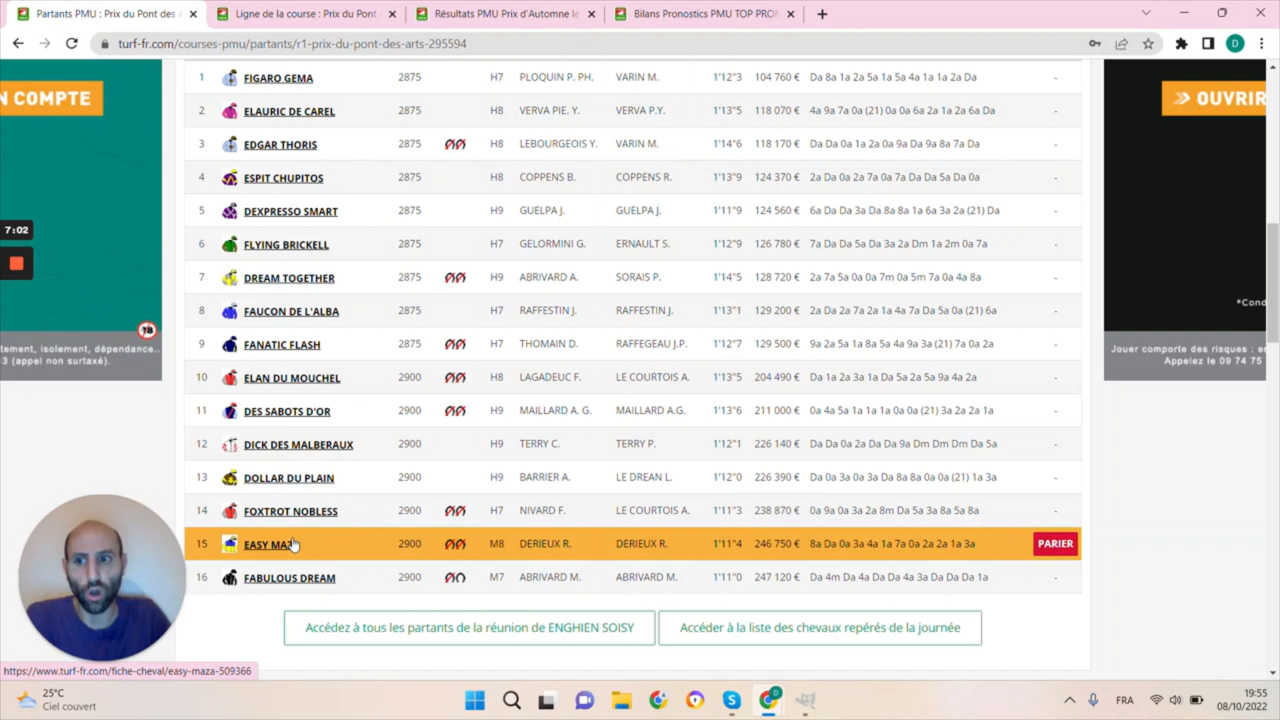 Partants PMU : Prix du Pont des
Ligne de la course : Prix du Pont
Résultats PMU Prix d'Automne le
Bilans Pronostics PMU TOP PRO
turf-fr.com/courses-pmu/partants/r1-prix-du-pont-des-arts-295594
D
N COMPTE
OUVRIR
7:02
tement, isolement, dépendance..
3 (appel non surtaxé).
*Cond
Jouer comporte des risques : e
Appelez le 09 74 75
1 FIGARO GEMA 2875 H7 PLOQUIN P. PH. VARIN M. 1'12"3 104 760 € Da 8a 1a 2a 5a 1a 5a 4a 1a 1a 2a Da -
2 ELAURIC DE CAREL 2875 H8 VERVA PIE. Y. VERVA P.Y. 1'13"5 118 070 € 4a 9a 7a 0a (21) 0a 0a 6a 2a 1a 2a 6a Da -
3 EDGAR THORIS 2875 H8 LEBOURGEOIS Y. VARIN M. 1'14"6 118 170 € Da Da 0a 1a 2a 0a 9a Da 9a 8a 7a Da -
4 ESPIT CHUPITOS 2875 H8 COPPENS B. COPPENS R. 1'13"9 124 370 € 2a Da 0a 2a 7a 0a 7a Da Da 5a Da 0a -
5 DEXPRESSO SMART 2875 H9 GUELPA J. GUELPA J. 1'11"9 124 560 € 6a Da Da 3a Da 8a 8a 1a 6a 3a 2a (21) Da -
6 FLYING BRICKELL 2875 H7 GELORMINI G. ERNAULT S. 1'12"9 126 780 € 7a Da Da 5a Da 3a 2a Dm 1a 2m 0a 7a -
7 DREAM TOGETHER 2875 H9 ABRIVARD A. SORAIS P. 1'14"5 128 720 € 2a 7a 5a 0a 0a 7m 0a 5m 7a 0a 4a 8a -
8 FAUCON DE L'ALBA 2875 H7 RAFFESTIN J. RAFFESTIN J. 1'13"1 129 200 € 2a Da 2a 7a 2a 1a 4a 7a Da 5a 0a (21) 6a -
9 FANATIC FLASH 2875 H7 THOMAIN D. RAFFEGEAU J.P. 1'12"7 129 500 € 9a 2a 5a 1a 8a 5a 4a 9a 3a (21) 7a 0a 2a -
10 ELAN DU MOUCHEL 2900 H8 LAGADEUC F. LE COURTOIS A. 1'13"5 204 490 € Da 1a 2a 3a 1a 5a 2a 5a 9a 4a 2a -
11 DES SABOTS D'OR 2900 H9 MAILLARD A. G. MAILLARD A.G. 1'13"6 211 000 € 0a 4a 5a 1a 1a 1a 0a 0a (21) 3a 2a 2a 1a -
12 DICK DES MALBERAUX 2900 H9 TERRY C. TERRY P. 1'12"1 226 140 € Da Da 0a 2a Da Da 9a Dm Dm Dm Da 5a -
13 DOLLAR DU PLAIN 2900 H9 BARRIER A. LE DREAN L. 1'12"0 226 390 € Da 0a 3a 0a 3a Da 8a 8a 0a 0a (21) 1a 3a -
14 FOXTROT NOBLESS 2900 H7 NIVARD F. LE COURTOIS A. 1'11"3 238 870 € 0a 9a 0a 3a 2a 8m Da 5a 3a 8a 5a 8a -
15 EASY MAZ 2900 M8 DERIEUX R. DERIEUX R. 1'11"4 246 750 € 8a Da 0a 3a 4a 1a 7a 0a 2a 2a 1a 3a PARIER
16 FABULOUS DREAM 2900 M7 ABRIVARD M. ABRIVARD M. 1'11"0 247 120 € Da 4m Da 4a Da Da 4a 3a Da Da Da 1a -
Accédez à tous les partants de la réunion de ENGHIEN SOISY
Accéder à la liste des chevaux repérés de la journée
https://www.turf-fr.com/fiche-cheval/easy-maza-509366
25°C
Ciel couvert
FRA
19:55
08/10/2022